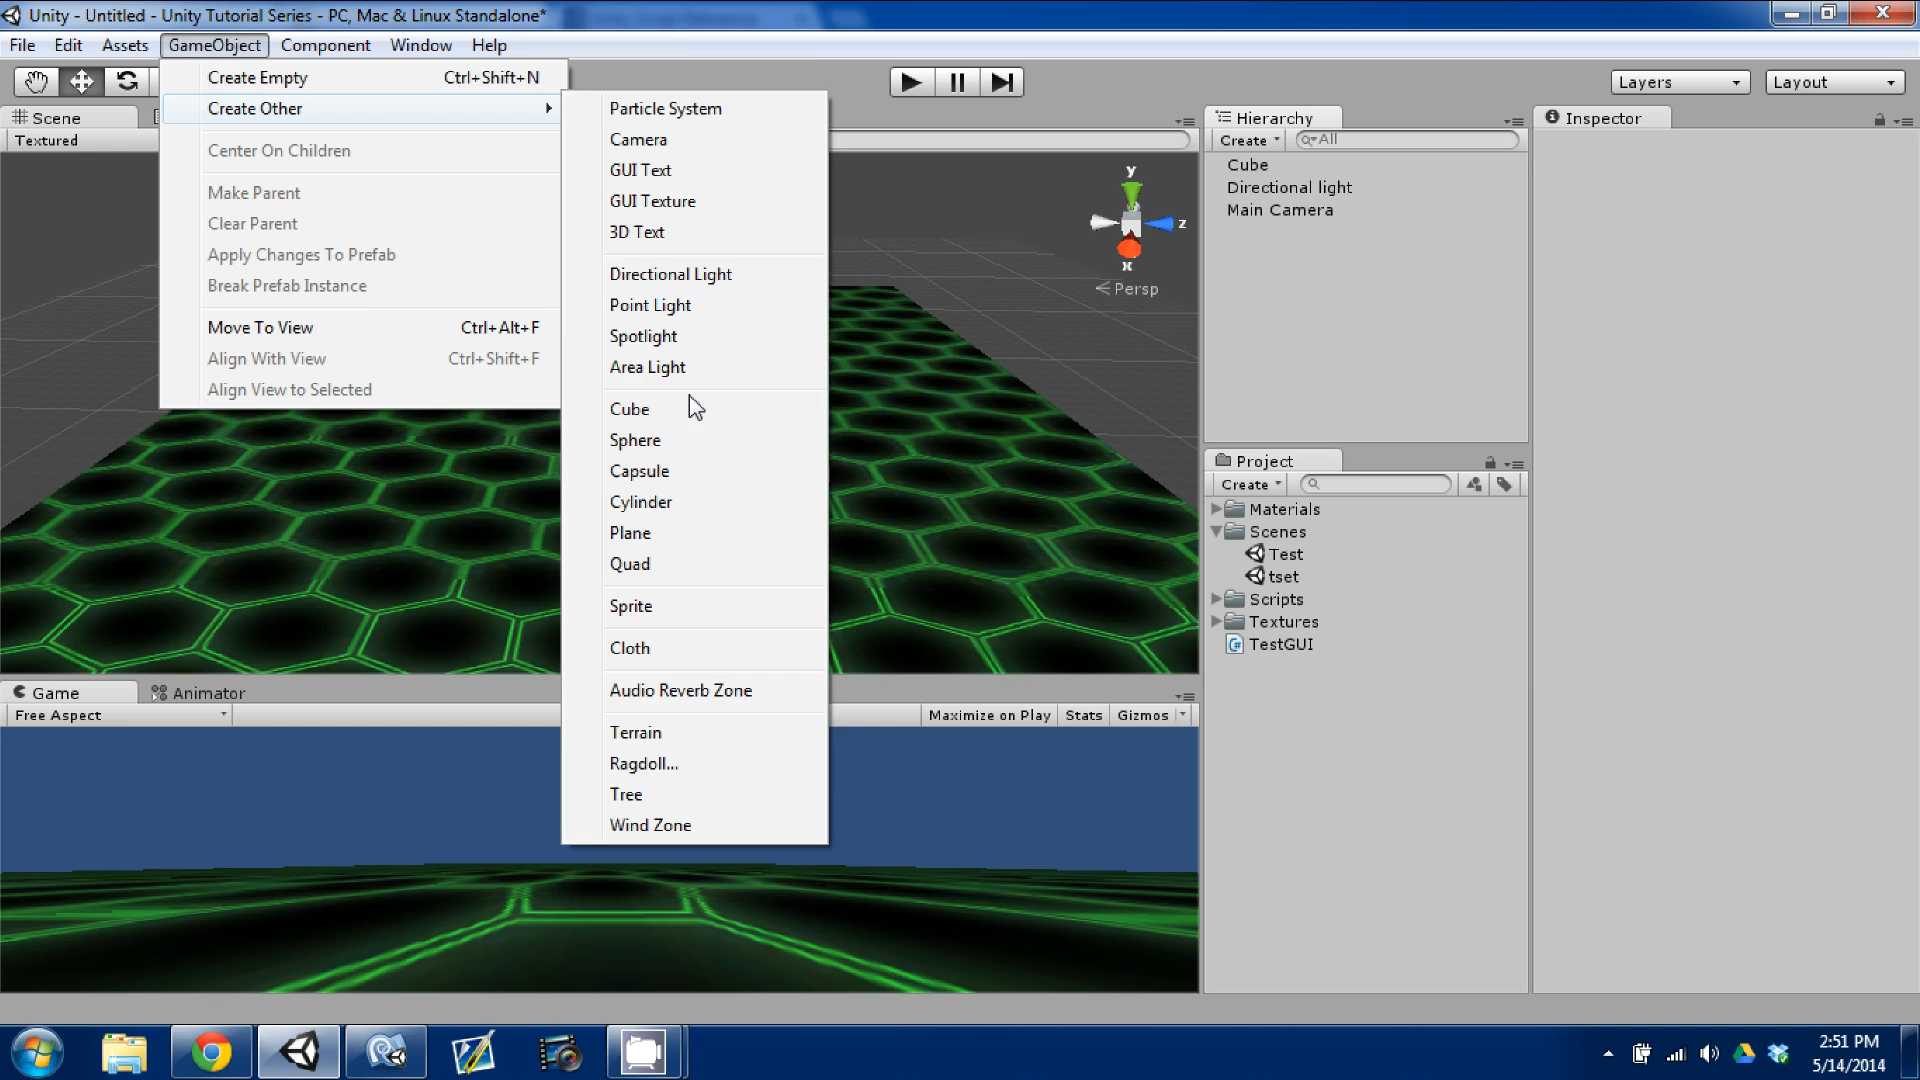 Unity - Untitled - Unity Tutorial Series - PC, Mac & Linux Standalone*
File Edit Assets GameObject Component Window Help
Create Empty Ctrl+Shift+N
Create Other
Center On Children
Make Parent
Clear Parent
Apply Changes To Prefab
Break Prefab Instance
Move To View Ctrl+Alt+F
Align With View Ctrl+Shift+F
Align View to Selected
Particle System
Camera
GUI Text
GUI Texture
3D Text
Directional Light
Point Light
Spotlight
Area Light
Cube
Sphere
Capsule
Cylinder
Plane
Quad
Sprite
Cloth
Audio Reverb Zone
Terrain
Ragdoll...
Tree
Wind Zone
Layers
Layout
Scene
Textured
y
z
x
Persp
Hierarchy
Create
All
Cube
Directional light
Main Camera
Inspector
Project
Create
Materials
Scenes
Test
tset
Scripts
Textures
TestGUI
Game Animator
Free Aspect
Maximize on Play Stats Gizmos
2:51 PM
5/14/2014